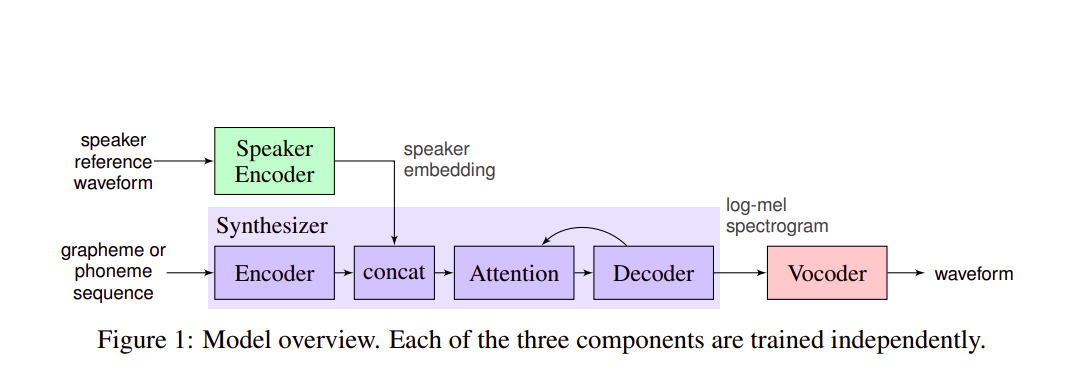 speaker
reference
waveform
Speaker
Encoder
speaker
embedding
Synthesizer
log-mel
spectrogram
grapheme or
phoneme
sequence
Encoder
concat
Attention
Decoder
Vocoder
waveform
Figure 1: Model overview. Each of the three components are trained independently.